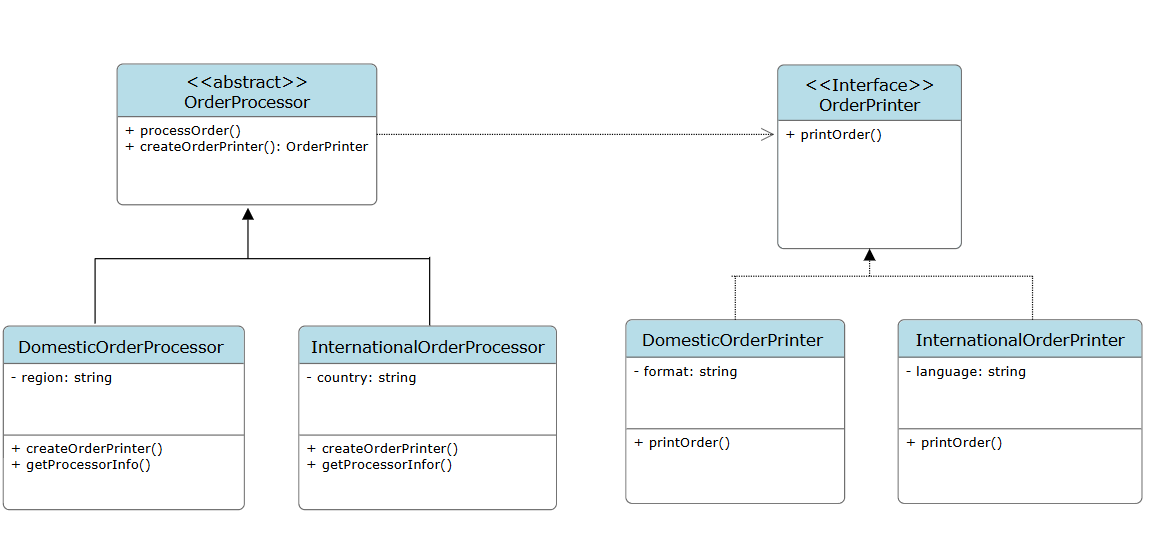 <<abstract>>
OrderProcessor
+ processOrder()
+ createOrderPrinter(): OrderPrinter
<<Interface>>
OrderPrinter
+ printOrder()
DomesticOrderProcessor
- region: string
+ createOrderPrinter()
+ getProcessorInfo()
InternationalOrderProcessor
- country: string
+ createOrderPrinter()
+ getProcessorInfor()
DomesticOrderPrinter
- format: string
+ printOrder()
InternationalOrderPrinter
- language: string
+ printOrder()